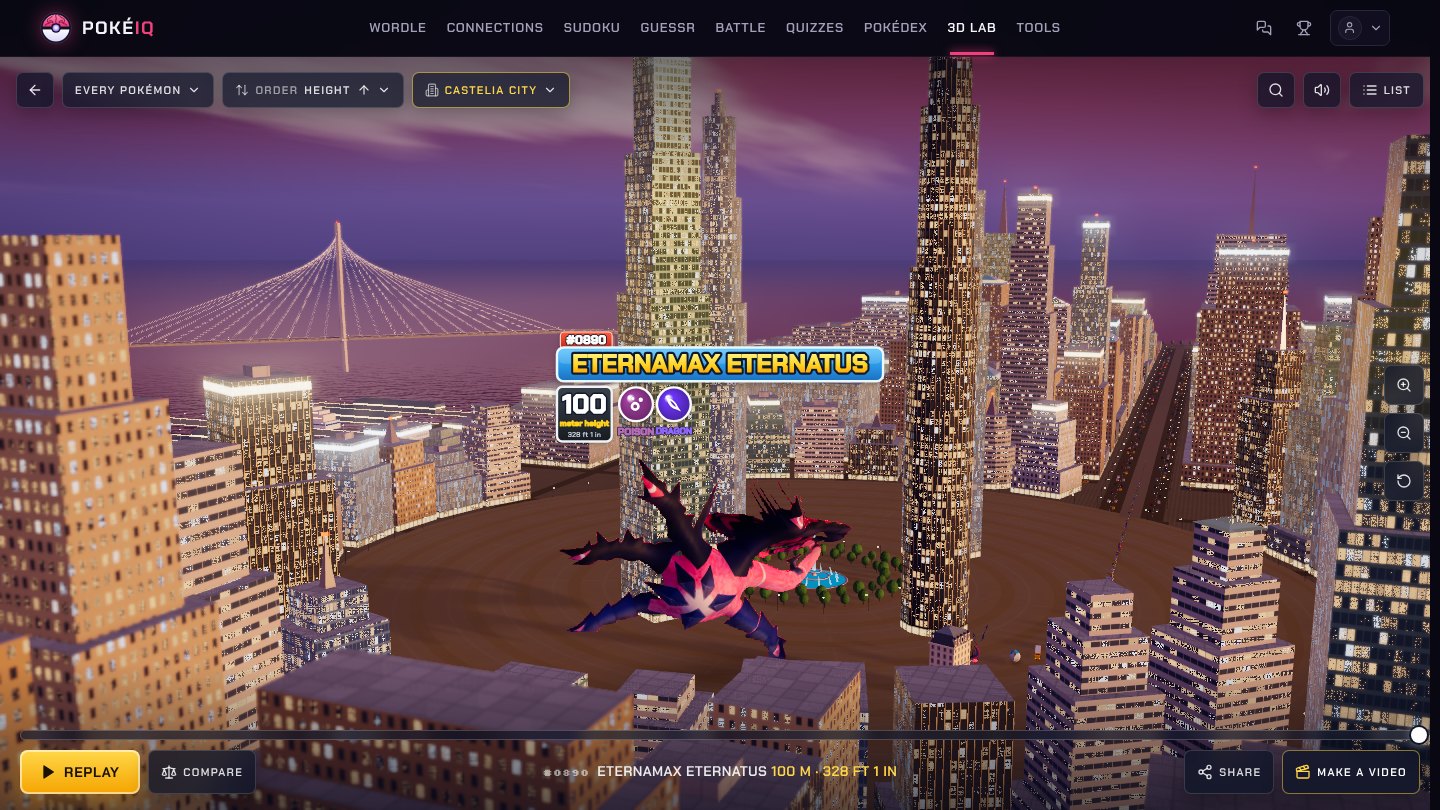 POKÉIQ
WORDLE CONNECTIONS SUDOKU GUESSR BATTLE QUIZZES POKÉDEX 3D LAB TOOLS
EVERY POKÉMON
ORDER HEIGHT
CASTELIA CITY
LIST
#0890
ETERNAMAX ETERNATUS
100
meter height
328 ft 1 in
POISON DRAGON
REPLAY
COMPARE
#0890 ETERNAMAX ETERNATUS 100 M · 328 FT 1 IN
SHARE
MAKE A VIDEO